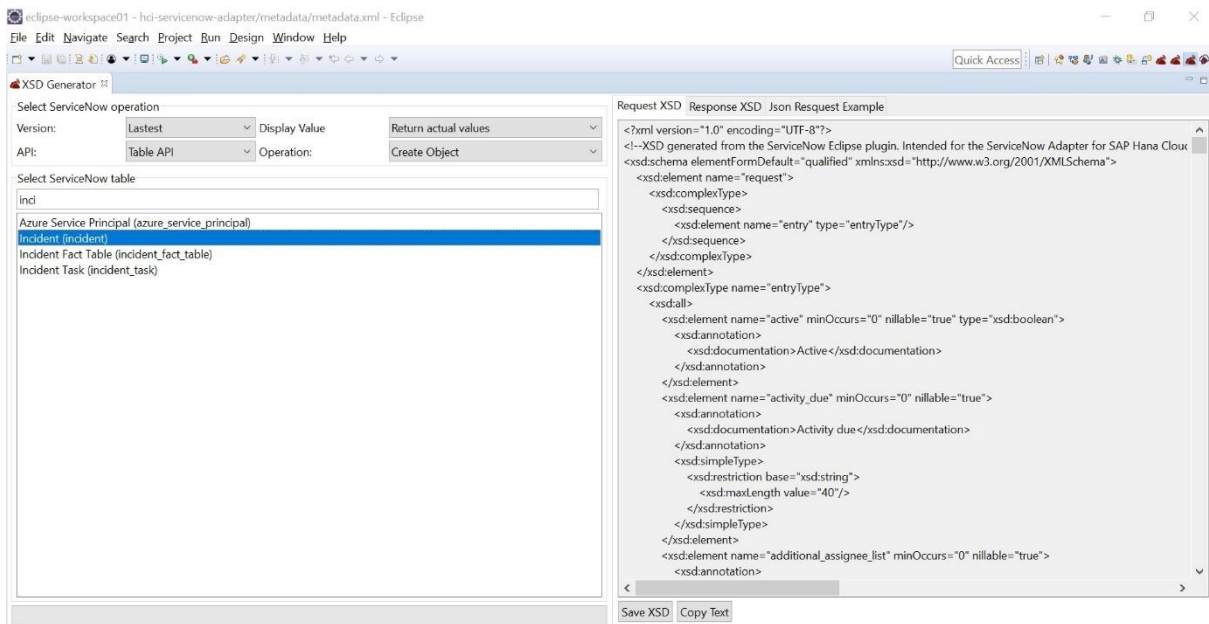 eclipse-workspace01 - hci-servicenow-adapter/metadata/metadata.xml - Eclipse
File Edit Navigate Search Project Run Design Window Help
Quick Access
XSD Generator
Select ServiceNow operation
Version: Lastest Display Value Return actual values
API: Table API Operation: Create Object
Select ServiceNow table
inci
Azure Service Principal (azure_service_principal)
Incident (incident)
Incident Fact Table (incident_fact_table)
Incident Task (incident_task)
Request XSD Response XSD Json Resquest Example
<?xml version="1.0" encoding="UTF-8"?>
<!--XSD generated from the ServiceNow Eclipse plugin. Intended for the ServiceNow Adapter for SAP Hana Clouc
<xsd:schema elementFormDefault="qualified" xmlns:xsd="http://www.w3.org/2001/XMLSchema">
<xsd:element name="request">
<xsd:complexType>
<xsd:sequence>
<xsd:element name="entry" type="entryType"/>
</xsd:sequence>
</xsd:complexType>
</xsd:element>
<xsd:complexType name="entryType">
<xsd:all>
<xsd:element name="active" minOccurs="0" nillable="true" type="xsd:boolean">
<xsd:annotation>
<xsd:documentation>Active</xsd:documentation>
</xsd:annotation>
</xsd:element>
<xsd:element name="activity_due" minOccurs="0" nillable="true">
<xsd:annotation>
<xsd:documentation>Activity due</xsd:documentation>
</xsd:annotation>
<xsd:simpleType>
<xsd:restriction base="xsd:string">
<xsd:maxLength value="40"/>
</xsd:restriction>
</xsd:simpleType>
</xsd:element>
<xsd:element name="additional_assignee_list" minOccurs="0" nillable="true">
<xsd:annotation>
Save XSD Copy Text